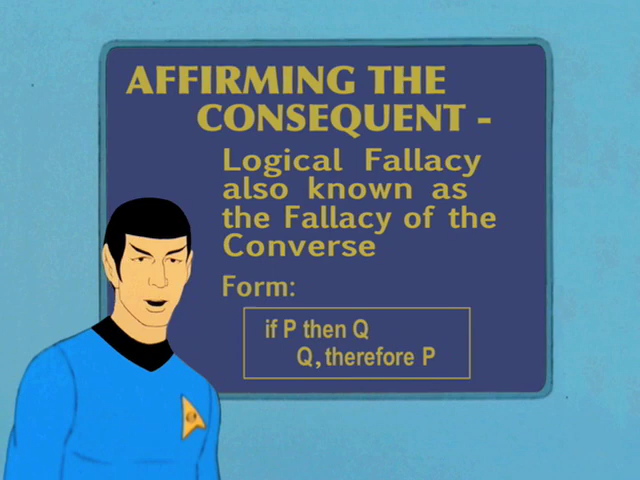 AFFIRMING THE
CONSEQUENT -
Logical Fallacy
also known as
the Fallacy of the
Converse
Form:
if P then Q
Q, therefore P